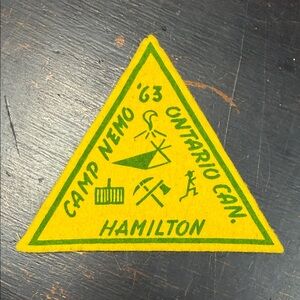 '63
CAMP NEMO
ONTARIO CAN.
HAMILTON